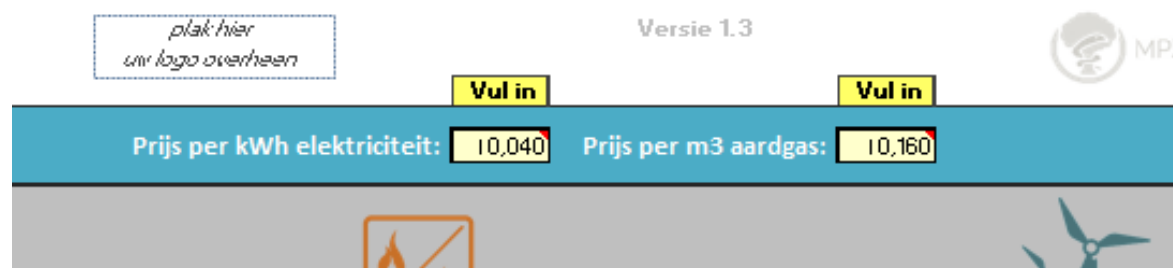 plak hier
uw logo overheen
Versie 1.3
MP
Vul in
Vul in
Prijs per kWh elektriciteit: 10,040 Prijs per m3 aardgas: 10,160